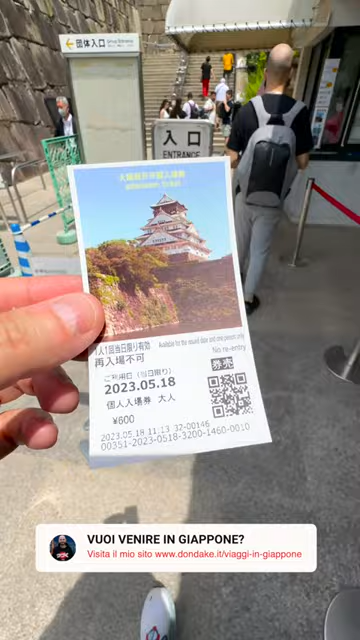 団体入口
入口
ENTRANCE
大阪城天守閣入場券
admission ticket
1人1回当日限り有効
Available for the issued date and one person only
再入場不可
No re-entry
ご利用日(当日限り)
2023.05.18
券売
個人入場券 大人
¥600
2023.05.18 11:13 32-00146
00351-2023-0518-3200-1460-0010
VUOI VENIRE IN GIAPPONE?
Visita il mio sito www.dondake.it/viaggi-in-giappone